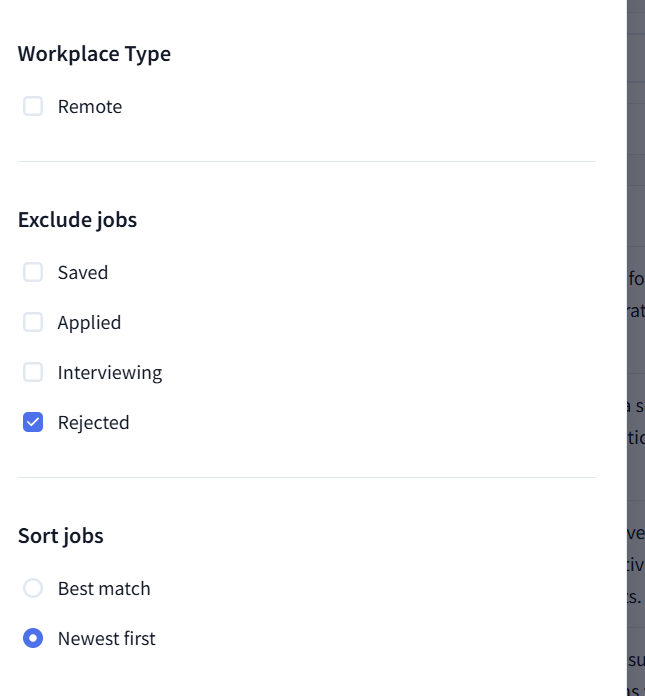 Workplace Type
Remote
Exclude jobs
Saved
Applied
Interviewing
Rejected
Sort jobs
Best match
Newest first